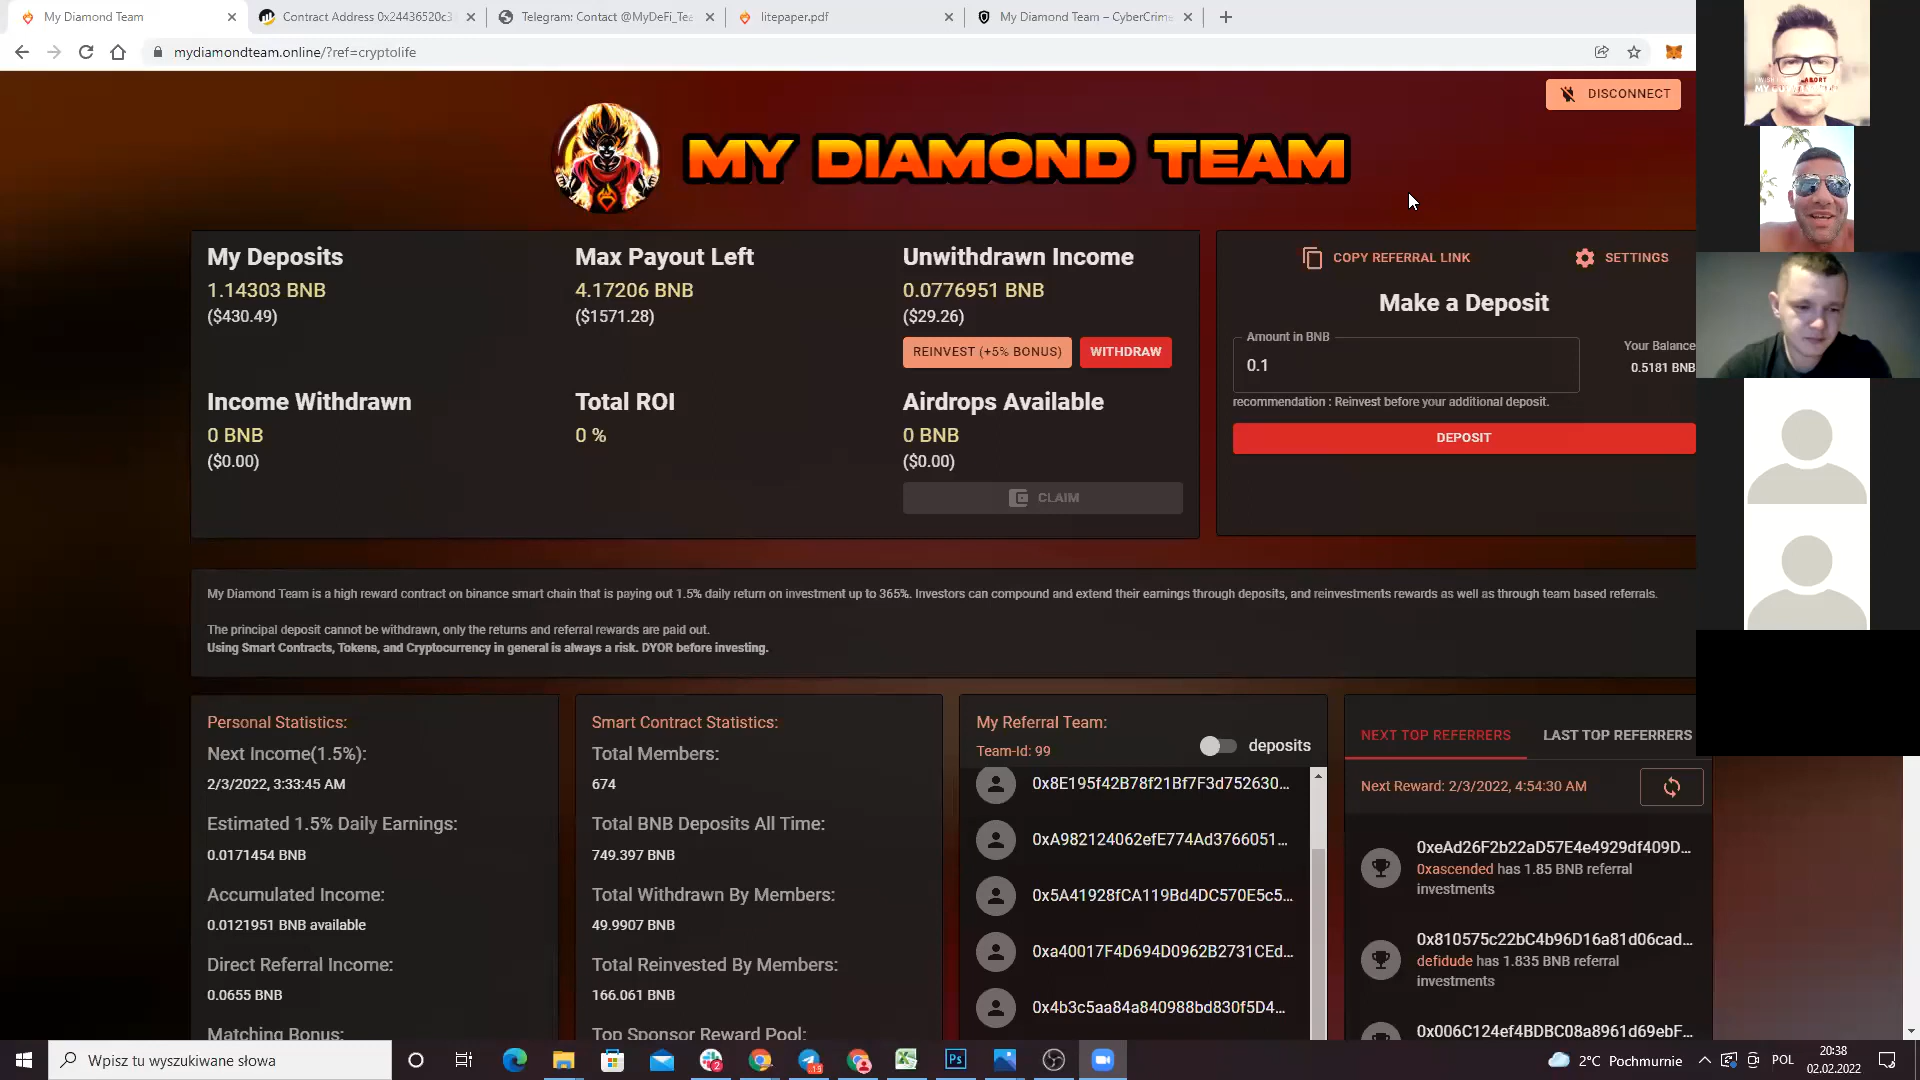 My Diamond Team
Contract Address 0x24436520c3
Telegram: Contact @MyDeFi_Tea
litepaper.pdf
My Diamond Team – CyberCrime
mydiamondteam.online/?ref=cryptolife
DISCONNECT
MY DIAMOND TEAM
My Deposits
1.14303 BNB
($430.49)
Max Payout Left
4.17206 BNB
($1571.28)
Unwithdrawn Income
0.0776951 BNB
($29.26)
REINVEST (+5% BONUS)
WITHDRAW
Income Withdrawn
0 BNB
($0.00)
Total ROI
0 %
Airdrops Available
0 BNB
($0.00)
CLAIM
COPY REFERRAL LINK
SETTINGS
Make a Deposit
Amount in BNB
0.1
Your Balance
0.5181 BNB
recommendation : Reinvest before your additional deposit.
DEPOSIT
My Diamond Team is a high reward contract on binance smart chain that is paying out 1.5% daily return on investment up to 365%. Investors can compound and extend their earnings through deposits, and reinvestments rewards as well as through team based referrals.
The principal deposit cannot be withdrawn, only the returns and referral rewards are paid out.
Using Smart Contracts, Tokens, and Cryptocurrency in general is always a risk. DYOR before investing.
Personal Statistics:
Next Income(1.5%):
2/3/2022, 3:33:45 AM
Estimated 1.5% Daily Earnings:
0.0171454 BNB
Accumulated Income:
0.0121951 BNB available
Direct Referral Income:
0.0655 BNB
Matching Bonus:
Smart Contract Statistics:
Total Members:
674
Total BNB Deposits All Time:
749.397 BNB
Total Withdrawn By Members:
49.9907 BNB
Total Reinvested By Members:
166.061 BNB
Top Sponsor Reward Pool:
My Referral Team:
Team-Id: 99
deposits
0x8E195f42B78f21Bf7F3d752630...
0xA982124062efE774Ad3766051...
0x5A41928fCA119Bd4DC570E5c5...
0xa40017F4D694D0962B2731CEd...
0x4b3c5aa84a840988bd830f5D4...
NEXT TOP REFERRERS
LAST TOP REFERRERS
Next Reward: 2/3/2022, 4:54:30 AM
0xeAd26F2b22aD57E4e4929df409D...
0xascended has 1.85 BNB referral
investments
0x810575c22bC4b96D16a81d06cad...
defidude has 1.835 BNB referral
investments
0x006C124ef4BDBC08a8961d69ebF...
Wpisz tu wyszukiwane słowa
2
13
2°C Pochmurnie
POL
20:38
02.02.2022